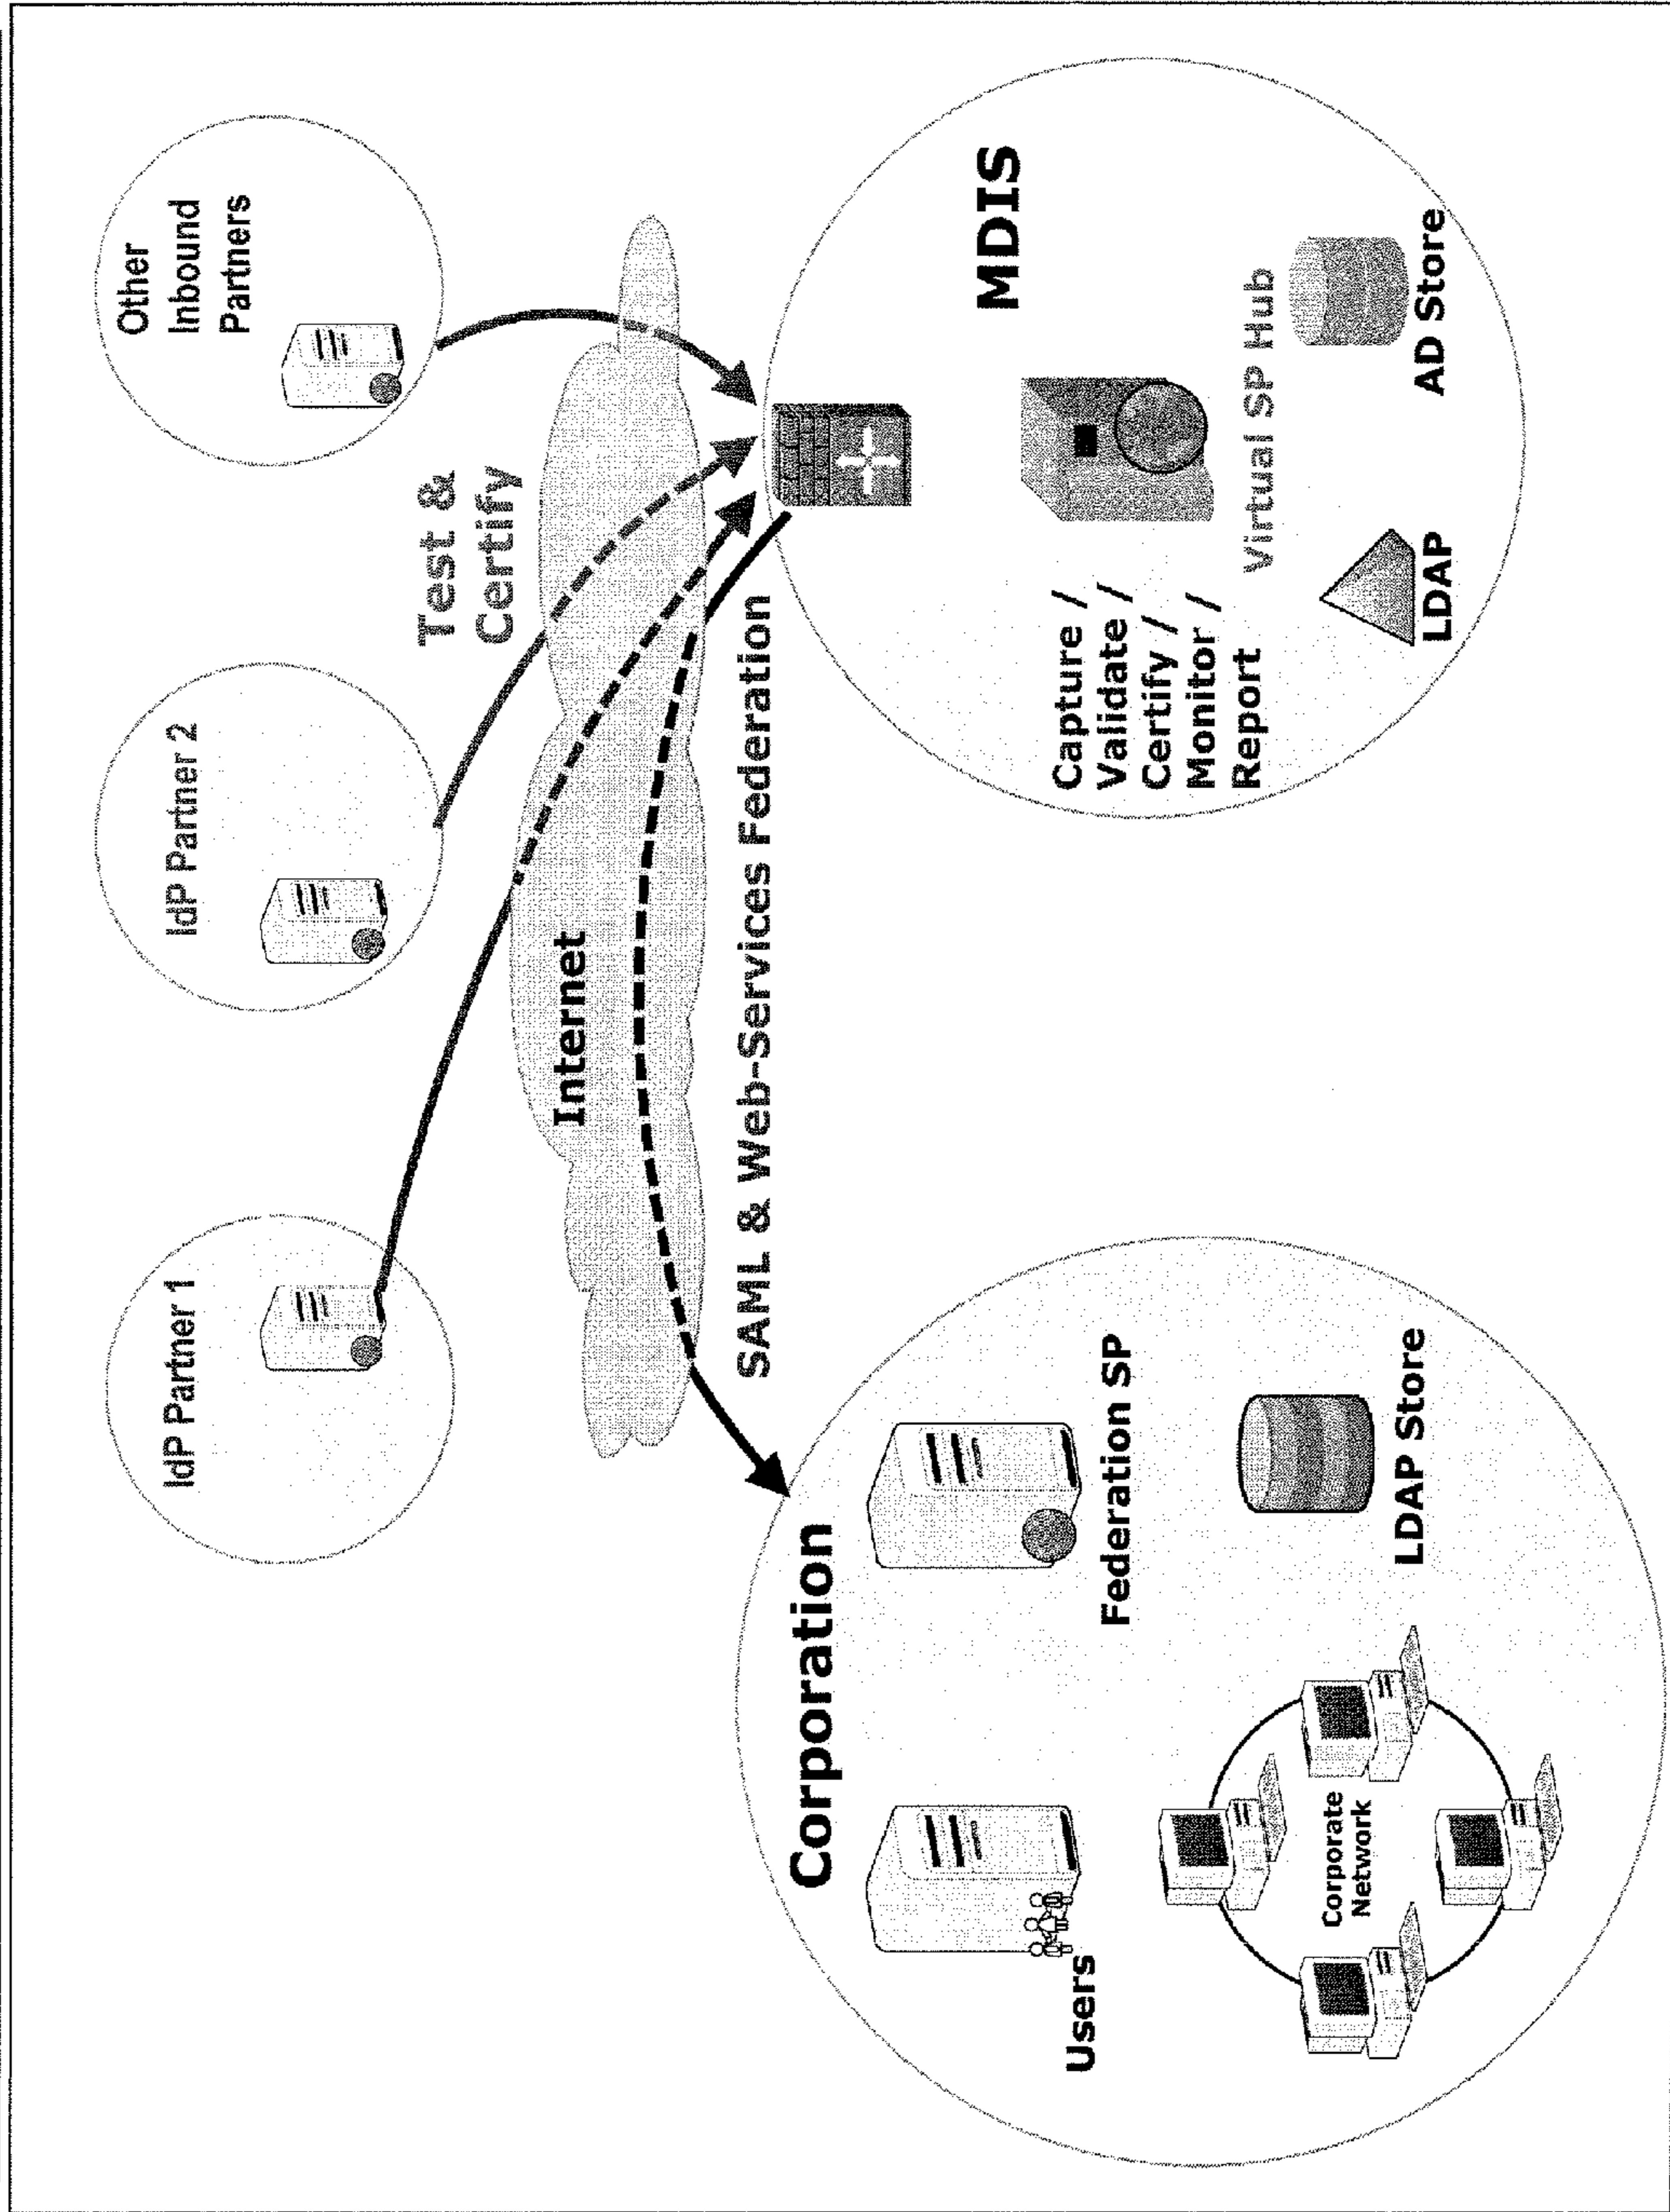 IdP Partner 1
IdP Partner 2
Other
Inbound
Partners
Test &
Certify
Internet
SAML & Web-Services Federation
Corporation
Users
Federation SP
Corporate
Network
LDAP Store
MDIS
Capture /
Validate /
Certify /
Monitor /
Report
Virtual SP Hub
LDAP
AD Store